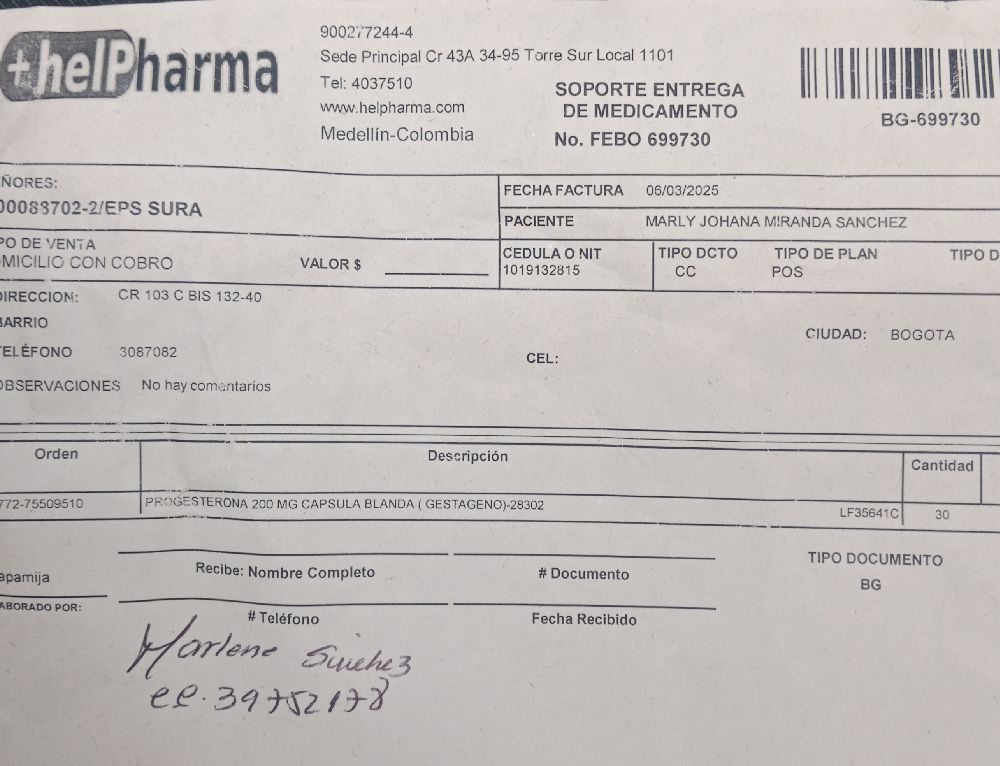 +helPharma
900277244-4
Sede Principal Cr 43A 34-95 Torre Sur Local 1101
Tel: 4037510
www.helpharma.com
Medellín-Colombia
SOPORTE ENTREGA
DE MEDICAMENTO
No. FEBO 699730
BG-699730
ÑORES:
00083702-2/EPS SURA
FECHA FACTURA 06/03/2025
PACIENTE MARLY JOHANA MIRANDA SANCHEZ
PO DE VENTA
MICILIO CON COBRO
VALOR $
CEDULA O NIT
1019132815
TIPO DCTO
CC
TIPO DE PLAN
POS
TIPO D
DIRECCION: CR 103 C BIS 132-40
BARRIO
CIUDAD: BOGOTA
TELÉFONO 3087082
CEL:
OBSERVACIONES No hay comentarios
Orden Descripción Cantidad
772-75509510 PROGESTERONA 200 MG CAPSULA BLANDA ( GESTAGENO)-28302 LF35641C 30
apamija
ABORADO POR:
Recibe: Nombre Completo
# Documento
TIPO DOCUMENTO
BG
# Teléfono
Fecha Recibido
Marlene Sánchez
cc. 39752178